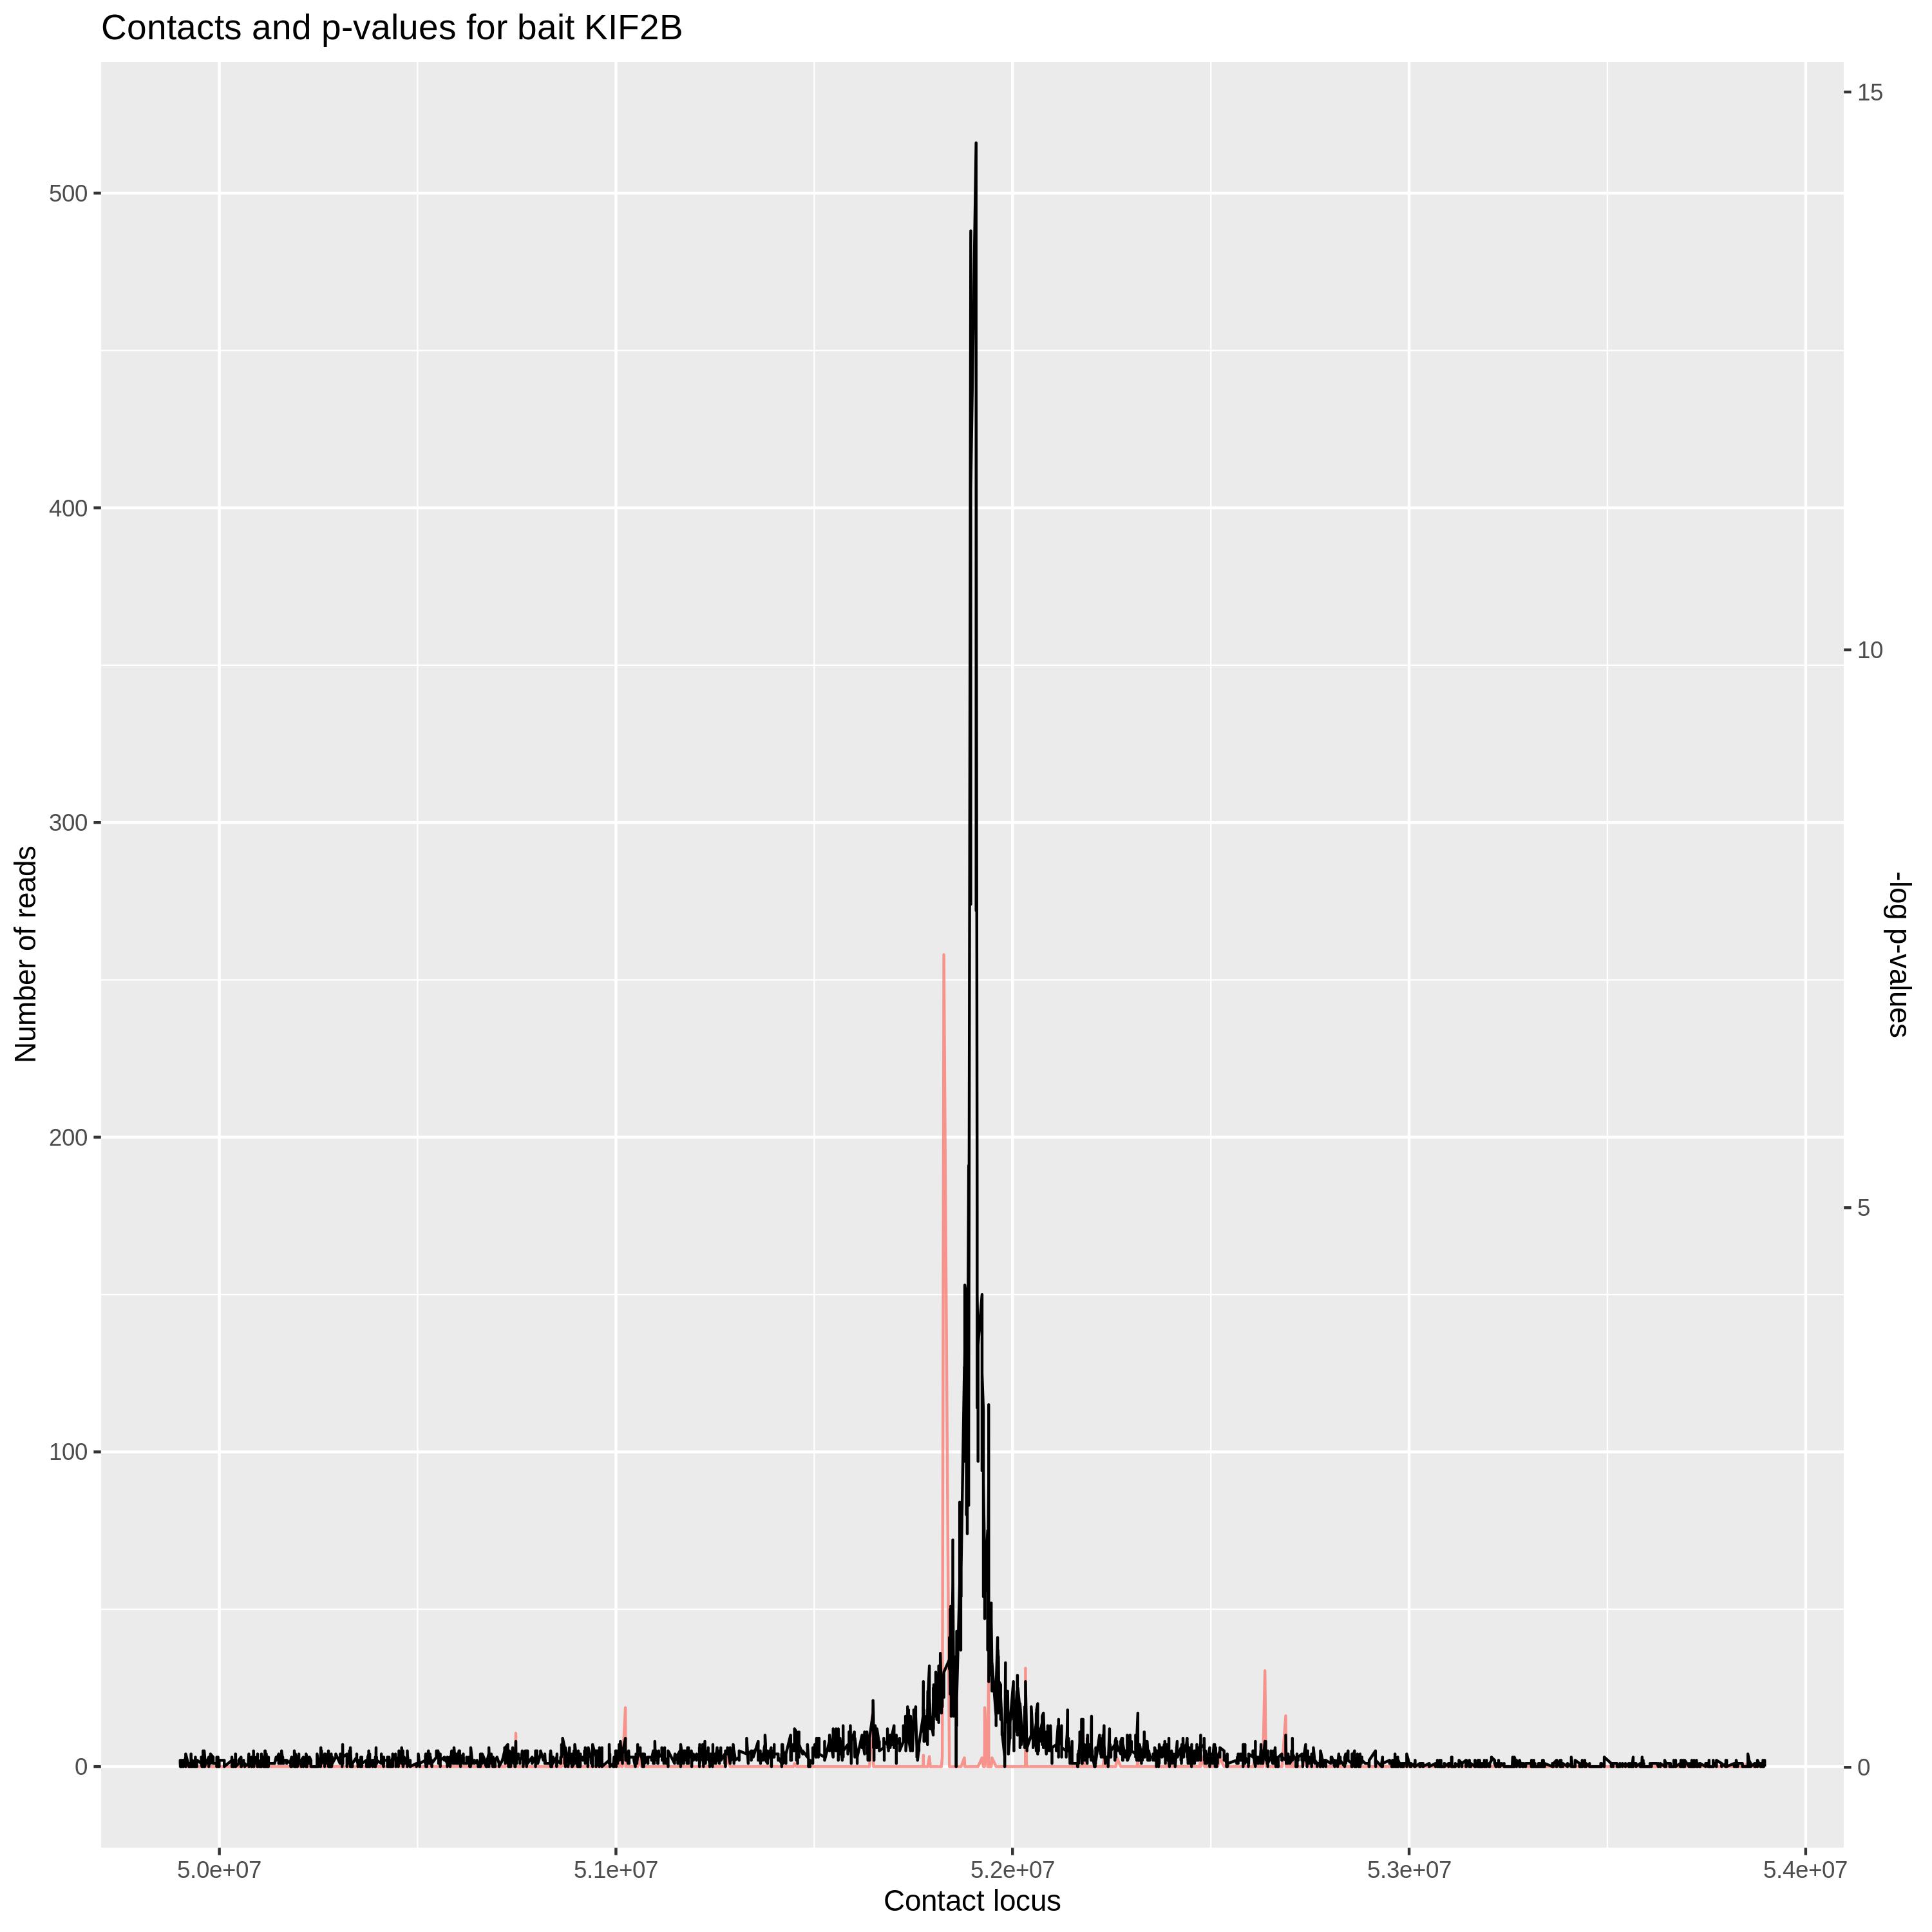 Contacts and p-values for bait KIF2B
15
500
400
10
300
Number of reads
-log p-values
200
5
100
0
0
5.0e+07
5.1e+07
5.2e+07
5.3e+07
5.4e+07
Contact locus